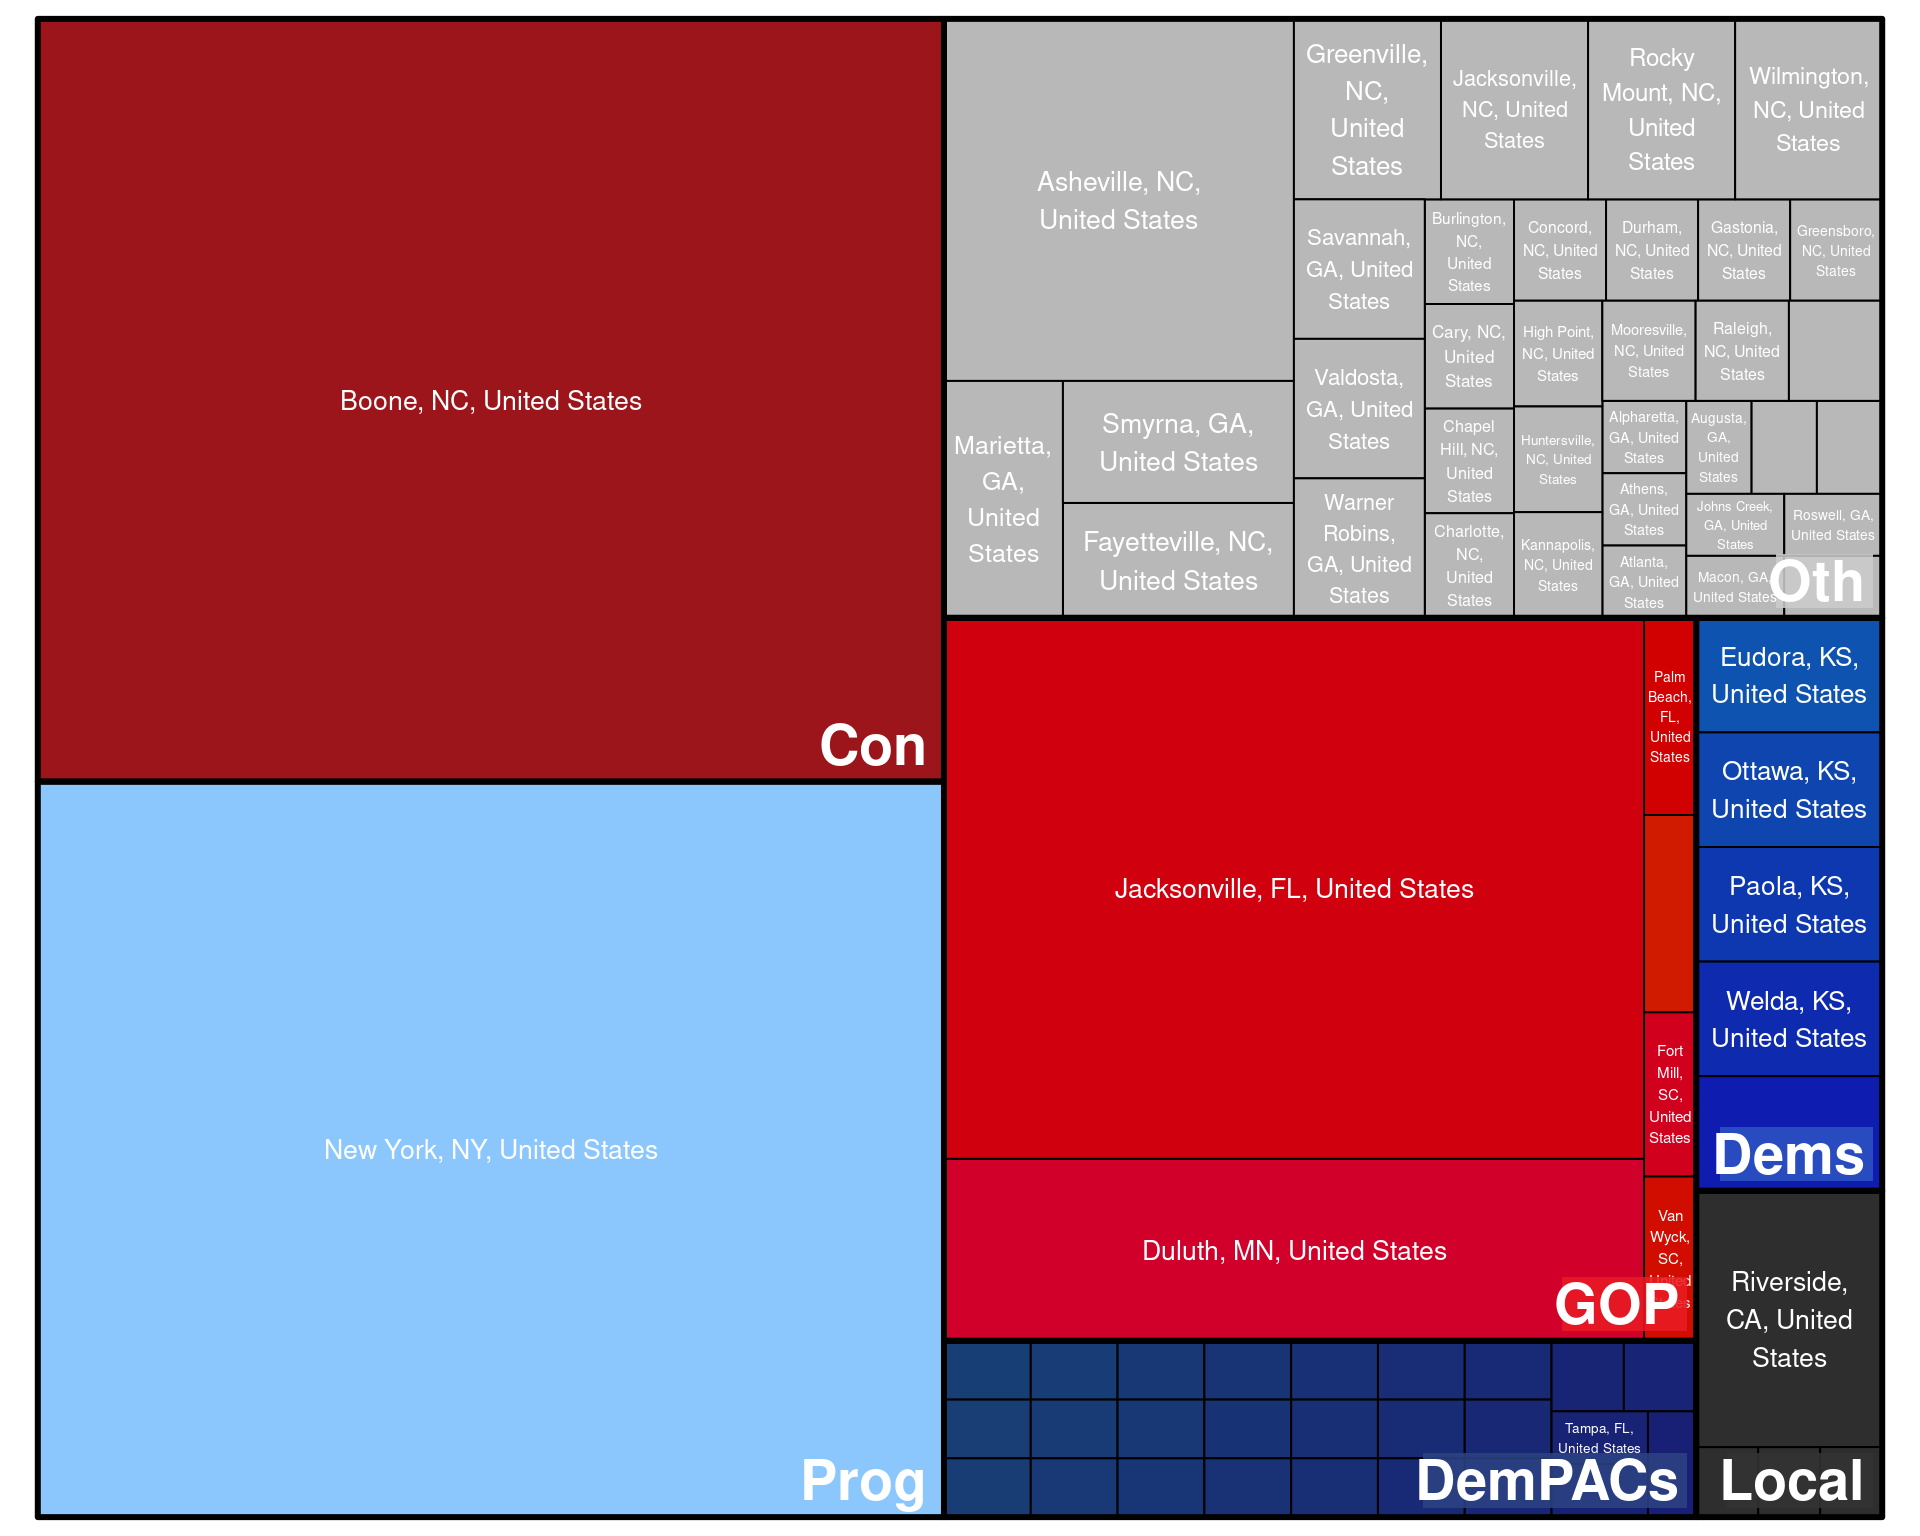 Boone, NC, United States
Con
New York, NY, United States
Prog
Asheville, NC,
United States
Marietta,
GA,
United
States
Smyrna, GA,
United States
Fayetteville, NC,
United States
Greenville,
NC,
United
States
Jacksonville,
NC, United
States
Rocky
Mount, NC,
United
States
Wilmington,
NC, United
States
Savannah,
GA, United
States
Valdosta,
GA, United
States
Warner
Robins,
GA, United
States
Burlington,
NC,
United
States
Cary, NC,
United
States
Chapel
Hill, NC,
United
States
Charlotte,
NC,
United
States
Concord,
NC, United
States
Durham,
NC, United
States
Gastonia,
NC, United
States
Greensboro,
NC, United
States
High Point,
NC, United
States
Huntersville,
NC, United
States
Kannapolis,
NC, United
States
Mooresville,
NC, United
States
Raleigh,
NC, United
States
Alpharetta,
GA, United
States
Athens,
GA, United
States
Atlanta,
GA, United
States
Augusta,
GA,
United
States
Johns Creek,
GA, United
States
Roswell, GA,
United States
Macon, GA,
United States
Oth
Jacksonville, FL, United States
Duluth, MN, United States
Palm
Beach,
FL,
United
States
Fort
Mill,
SC,
United
States
Van
Wyck,
SC,
United
States
GOP
Eudora, KS,
United States
Ottawa, KS,
United States
Paola, KS,
United States
Welda, KS,
United States
Dems
Tampa, FL,
United States
DemPACs
Riverside,
CA, United
States
Local